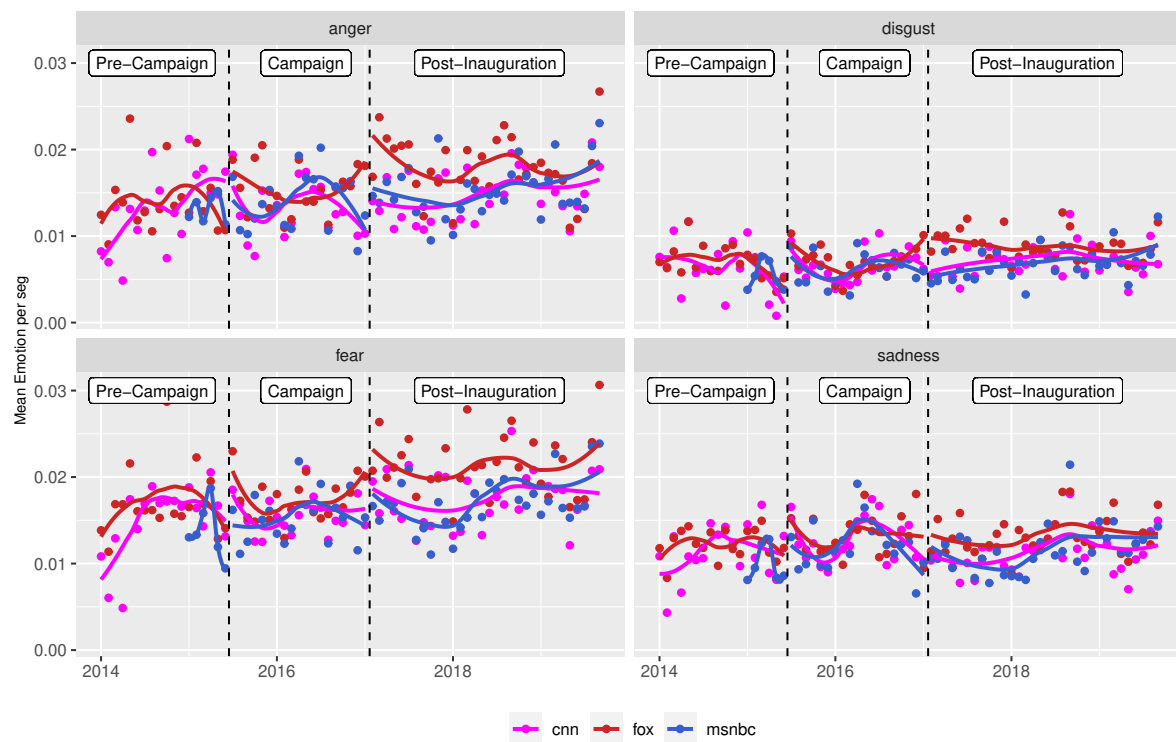 anger
disgust
Pre−Campaign Campaign Post−Inauguration
Pre−Campaign Campaign Post−Inauguration
0.03
0.02
0.01
0.00
fear
sadness
Pre−Campaign Campaign Post−Inauguration
Pre−Campaign Campaign Post−Inauguration
0.03
0.02
0.01
0.00
Mean Emotion per seg
2014 2016 2018
2014 2016 2018
cnn fox msnbc